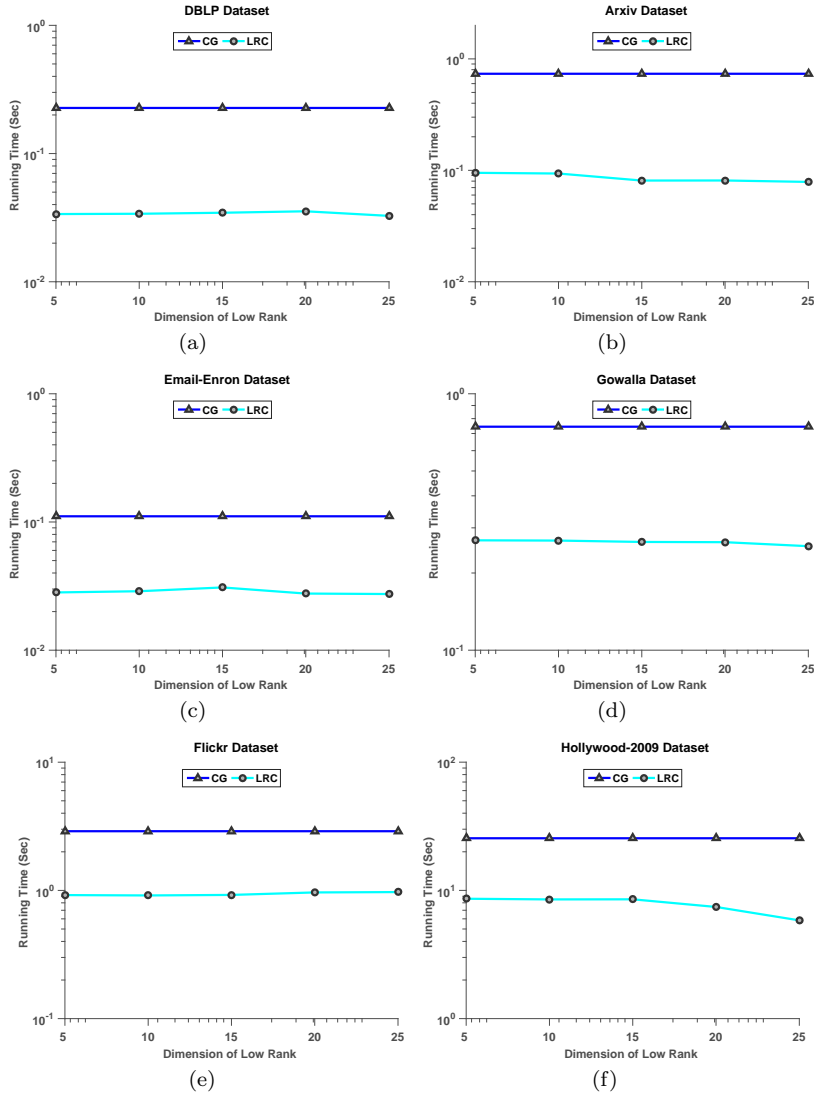 DBLP Dataset
CG LRC
Running Time (Sec)
10^0
10^-1
10^-2
5 10 15 20 25
Dimension of Low Rank
(a)
Arxiv Dataset
CG LRC
Running Time (Sec)
10^0
10^-1
10^-2
5 10 15 20 25
Dimension of Low Rank
(b)
Email-Enron Dataset
CG LRC
Running Time (Sec)
10^0
10^-1
10^-2
5 10 15 20 25
Dimension of Low Rank
(c)
Gowalla Dataset
CG LRC
Running Time (Sec)
10^0
10^-1
5 10 15 20 25
Dimension of Low Rank
(d)
Flickr Dataset
CG LRC
Running Time (Sec)
10^1
10^0
10^-1
5 10 15 20 25
Dimension of Low Rank
(e)
Hollywood-2009 Dataset
CG LRC
Running Time (Sec)
10^2
10^1
10^0
5 10 15 20 25
Dimension of Low Rank
(f)